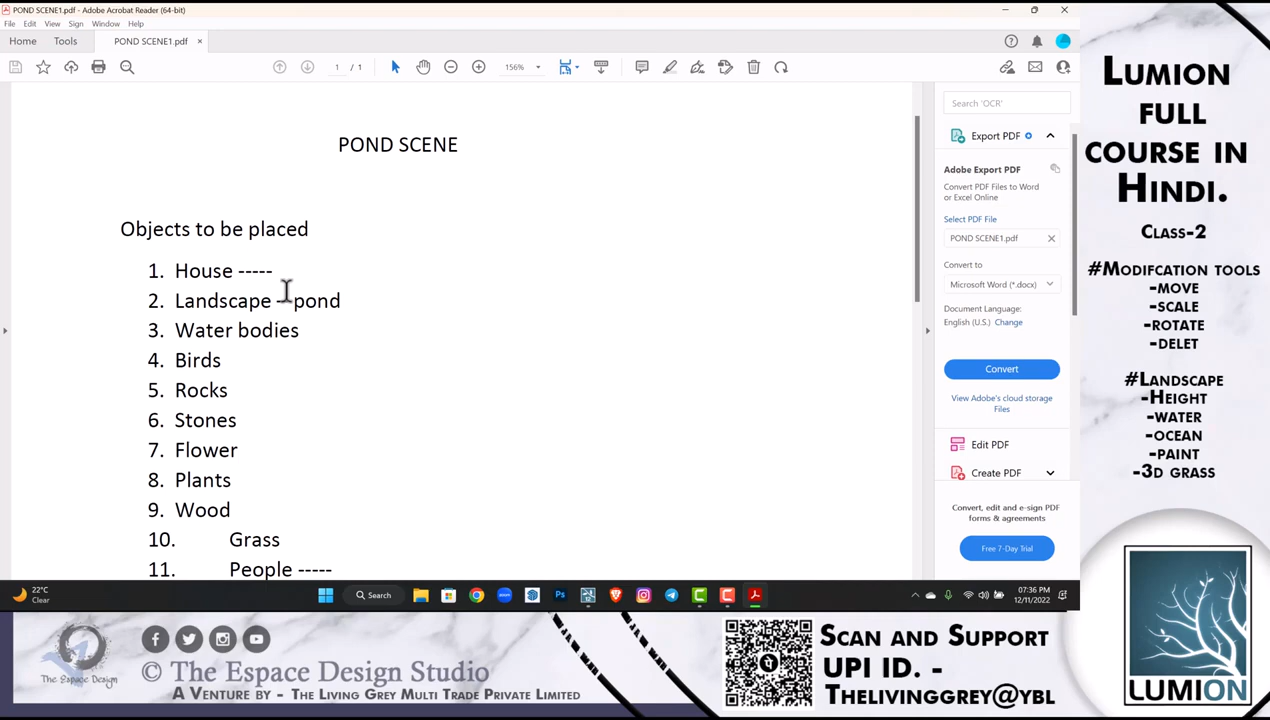 POND SCENE1.pdf - Adobe Acrobat Reader (64-bit)
File Edit View Sign Window Help
Home Tools POND SCENE1.pdf ×
1 / 1 156%
POND SCENE
Objects to be placed
1. House -----
2. Landscape --pond
3. Water bodies
4. Birds
5. Rocks
6. Stones
7. Flower
8. Plants
9. Wood
10. Grass
11. People -----
Search 'OCR'
Export PDF
Adobe Export PDF
Convert PDF Files to Word
or Excel Online
Select PDF File
POND SCENE1.pdf
Convert to
Microsoft Word (*.docx)
Document Language:
English (U.S.) Change
Convert
View Adobe's cloud storage
Files
Edit PDF
Create PDF
Convert, edit and e-sign PDF
forms & agreements
Free 7-Day Trial
22°C
Clear
Search
Ps
07:36 PM
12/11/2022
Lumion
full
course in
Hindi.
Class-2
#Modifcation tools
-Move
-Scale
-Rotate
-Delet
#Landscape
-Height
-Water
-Ocean
-Paint
-3d grass
The Espace Design
© The Espace Design Studio
A Venture by - The Living Grey Multi Trade Private Limited
Scan and Support
UPI ID. -
Thelivinggrey@ybl
LUMION